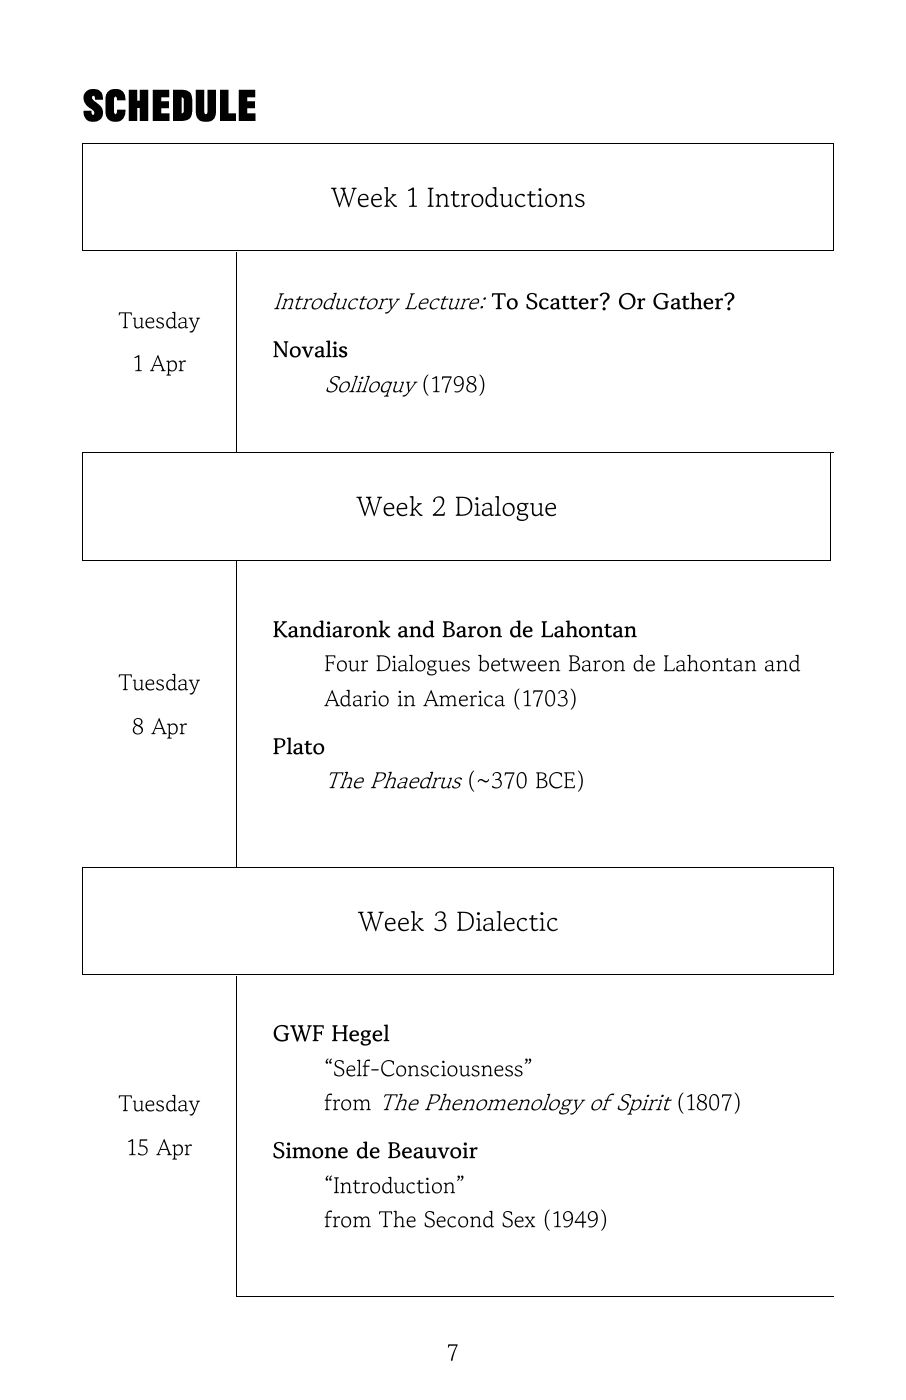 SCHEDULE
Week 1 Introductions
Tuesday
1 Apr
Introductory Lecture: To Scatter? Or Gather?
Novalis
Soliloquy (1798)
Week 2 Dialogue
Tuesday
8 Apr
Kandiaronk and Baron de Lahontan
Four Dialogues between Baron de Lahontan and
Adario in America (1703)
Plato
The Phaedrus (~370 BCE)
Week 3 Dialectic
Tuesday
15 Apr
GWF Hegel
“Self-Consciousness”
from The Phenomenology of Spirit (1807)
Simone de Beauvoir
“Introduction”
from The Second Sex (1949)
7